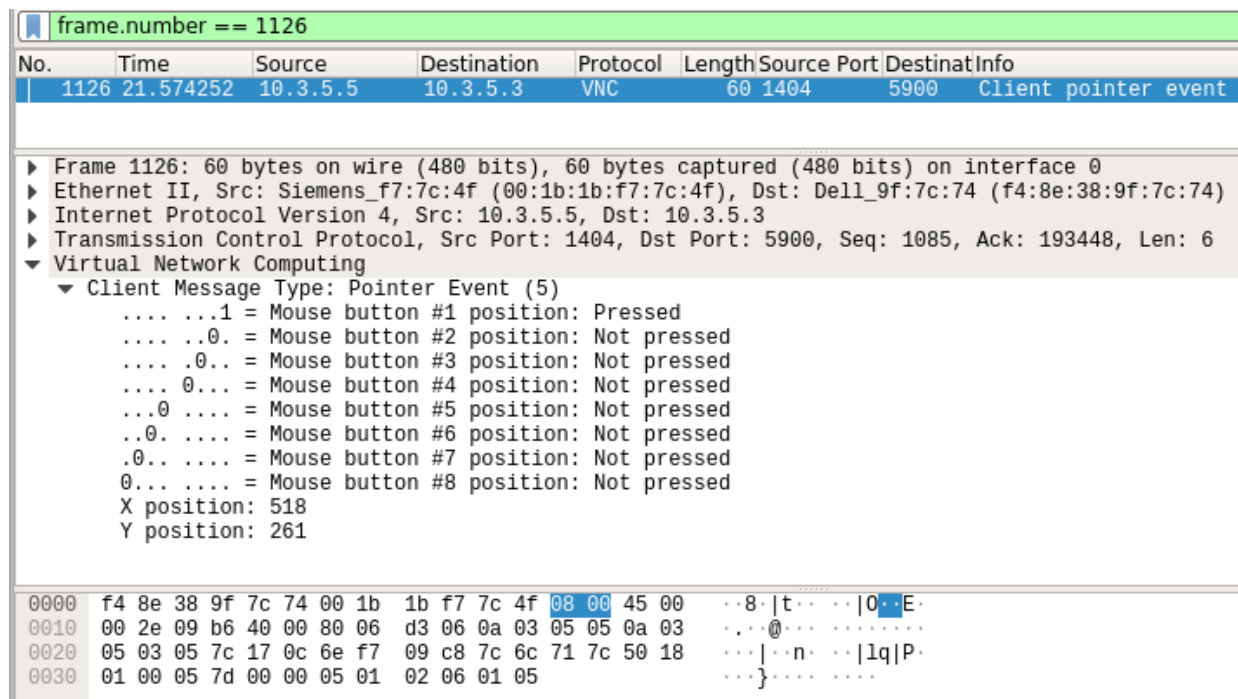 frame.number == 1126
No. Time Source Destination Protocol Length Source Port Destinat Info
1126 21.574252 10.3.5.5 10.3.5.3 VNC 60 1404 5900 Client pointer event
Frame 1126: 60 bytes on wire (480 bits), 60 bytes captured (480 bits) on interface 0
Ethernet II, Src: Siemens_f7:7c:4f (00:1b:1b:f7:7c:4f), Dst: Dell_9f:7c:74 (f4:8e:38:9f:7c:74)
Internet Protocol Version 4, Src: 10.3.5.5, Dst: 10.3.5.3
Transmission Control Protocol, Src Port: 1404, Dst Port: 5900, Seq: 1085, Ack: 193448, Len: 6
Virtual Network Computing
Client Message Type: Pointer Event (5)
.... ...1 = Mouse button #1 position: Pressed
.... ..0. = Mouse button #2 position: Not pressed
.... .0.. = Mouse button #3 position: Not pressed
.... 0... = Mouse button #4 position: Not pressed
...0 .... = Mouse button #5 position: Not pressed
..0. .... = Mouse button #6 position: Not pressed
.0.. .... = Mouse button #7 position: Not pressed
0... .... = Mouse button #8 position: Not pressed
X position: 518
Y position: 261
0000 f4 8e 38 9f 7c 74 00 1b 1b f7 7c 4f 08 00 45 00 ··8·|t·· ··|O··E·
0010 00 2e 09 b6 40 00 80 06 d3 06 0a 03 05 05 0a 03 ·.··@··· ········
0020 05 03 05 7c 17 0c 6e f7 09 c8 7c 6c 71 7c 50 18 ···|··n· ··|lq|P·
0030 01 00 05 7d 00 00 05 01 02 06 01 05 ···}···· ····